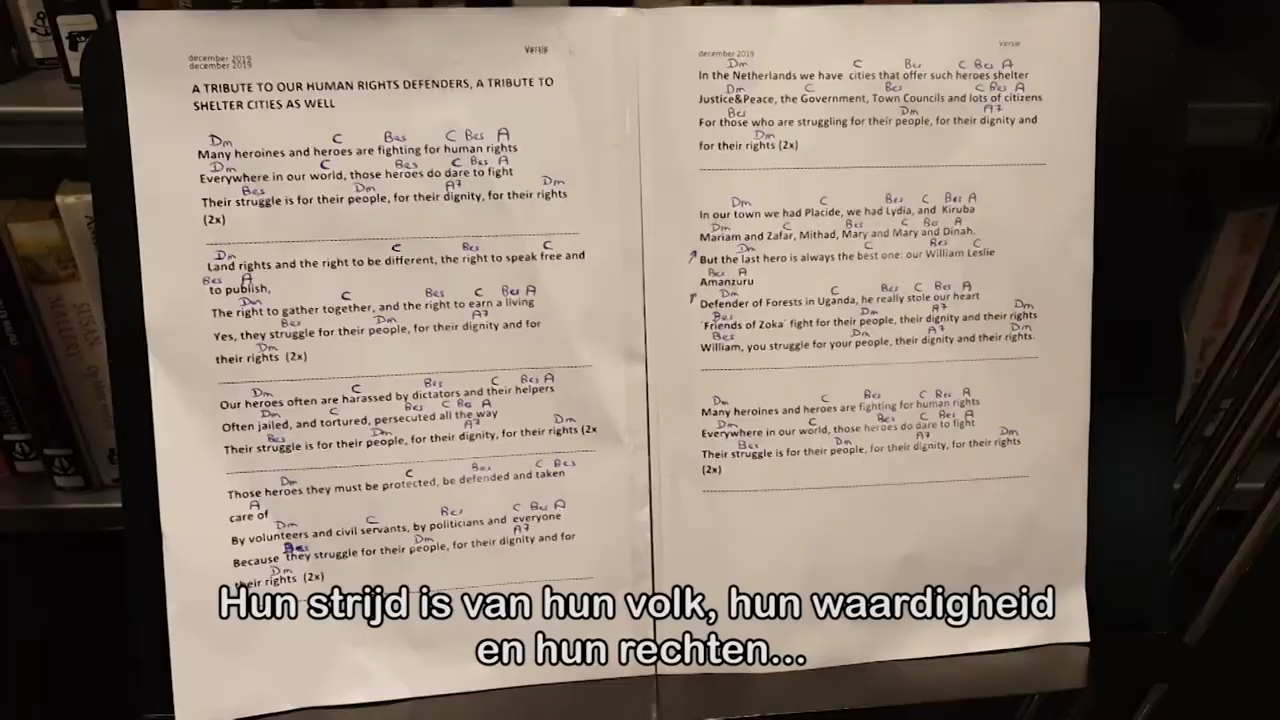 december 2019
december 2019
Versie
A TRIBUTE TO OUR HUMAN RIGHTS DEFENDERS, A TRIBUTE TO
SHELTER CITIES AS WELL
Dm C Bes C Bes A
Many heroines and heroes are fighting for human rights
Dm C Bes C Bes A
Everywhere in our world, those heroes do dare to fight
Bes Dm A7 Dm
Their struggle is for their people, for their dignity, for their rights
(2x)
Dm C Bes C
Land rights and the right to be different, the right to speak free and
Bes A
to publish,
Dm C Bes C Bes A
The right to gather together, and the right to earn a living
Bes Dm A7
Yes, they struggle for their people, for their dignity and for
Dm
their rights (2x)
Dm C Bes C Bes A
Our heroes often are harassed by dictators and their helpers
Dm C Bes C Bes A
Often jailed, and tortured, persecuted all the way
Bes Dm A7 Dm
Their struggle is for their people, for their dignity, for their rights (2x
Dm C Bes C Bes
Those heroes they must be protected, be defended and taken
A
care of
Dm C Bes C Bes A
By volunteers and civil servants, by politicians and everyone
Bes Dm A7
Because they struggle for their people, for their dignity and for
Dm
their rights (2x)
december 2019
Versie
Dm C Bes C Bes A
In the Netherlands we have cities that offer such heroes shelter
Dm C Bes C Bes A
Justice&Peace, the Government, Town Councils and lots of citizens
Bes Dm A7
For those who are struggling for their people, for their dignity and
Dm
for their rights (2x)
Dm C Bes C Bes A
In our town we had Placide, we had Lydia, and Kiruba
Dm C Bes C Bes A
Mariam and Zafar, Mithad, Mary and Mary and Dinah.
Dm C Bes C
But the last hero is always the best one: our William Leslie
Bes A
Amanzuru
Dm C Bes C Bes A
Defender of Forests in Uganda, he really stole our heart
Bes Dm A7 Dm
'Friends of Zoka' fight for their people, their dignity and their rights
Bes Dm A7 Dm
William, you struggle for your people, their dignity and their rights.
Dm C Bes C Bes A
Many heroines and heroes are fighting for human rights
Dm C Bes C Bes A
Everywhere in our world, those heroes do dare to fight
Bes Dm A7 Dm
Their struggle is for their people, for their dignity, for their rights
(2x)
Hun strijd is van hun volk, hun waardigheid
en hun rechten...